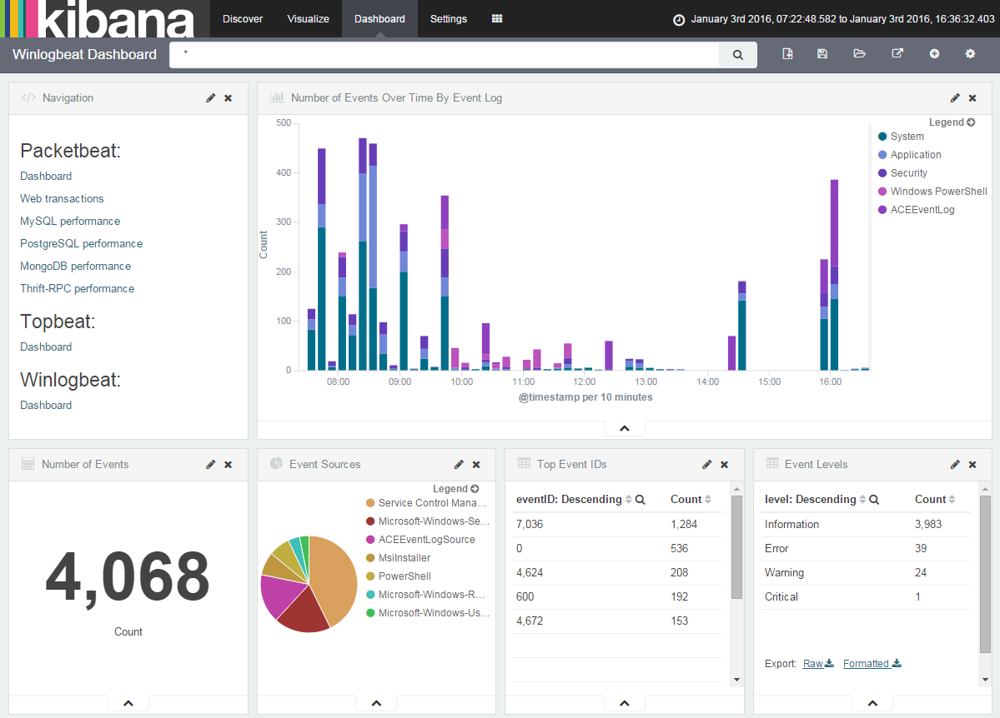 kibana
Discover Visualize Dashboard Settings January 3rd 2016, 07:22:48.582 to January 3rd 2016, 16:36:32.403
Winlogbeat Dashboard *
Navigation
Packetbeat:
Dashboard
Web transactions
MySQL performance
PostgreSQL performance
MongoDB performance
Thrift-RPC performance
Topbeat:
Dashboard
Winlogbeat:
Dashboard
Number of Events Over Time By Event Log
Legend
System
Application
Security
Windows PowerShell
ACEEventLog
Count
500
400
300
200
100
0
08:00 09:00 10:00 11:00 12:00 13:00 14:00 15:00 16:00
@timestamp per 10 minutes
Number of Events
4,068
Count
Event Sources
Legend
Service Control Mana...
Microsoft-Windows-Se...
ACEEventLogSource
MsiInstaller
PowerShell
Microsoft-Windows-R...
Microsoft-Windows-Us...
Top Event IDs
eventID: Descending Count
7,036 1,284
0 536
4,624 208
600 192
4,672 153
Event Levels
level: Descending Count
Information 3,983
Error 39
Warning 24
Critical 1
Export: Raw Formatted